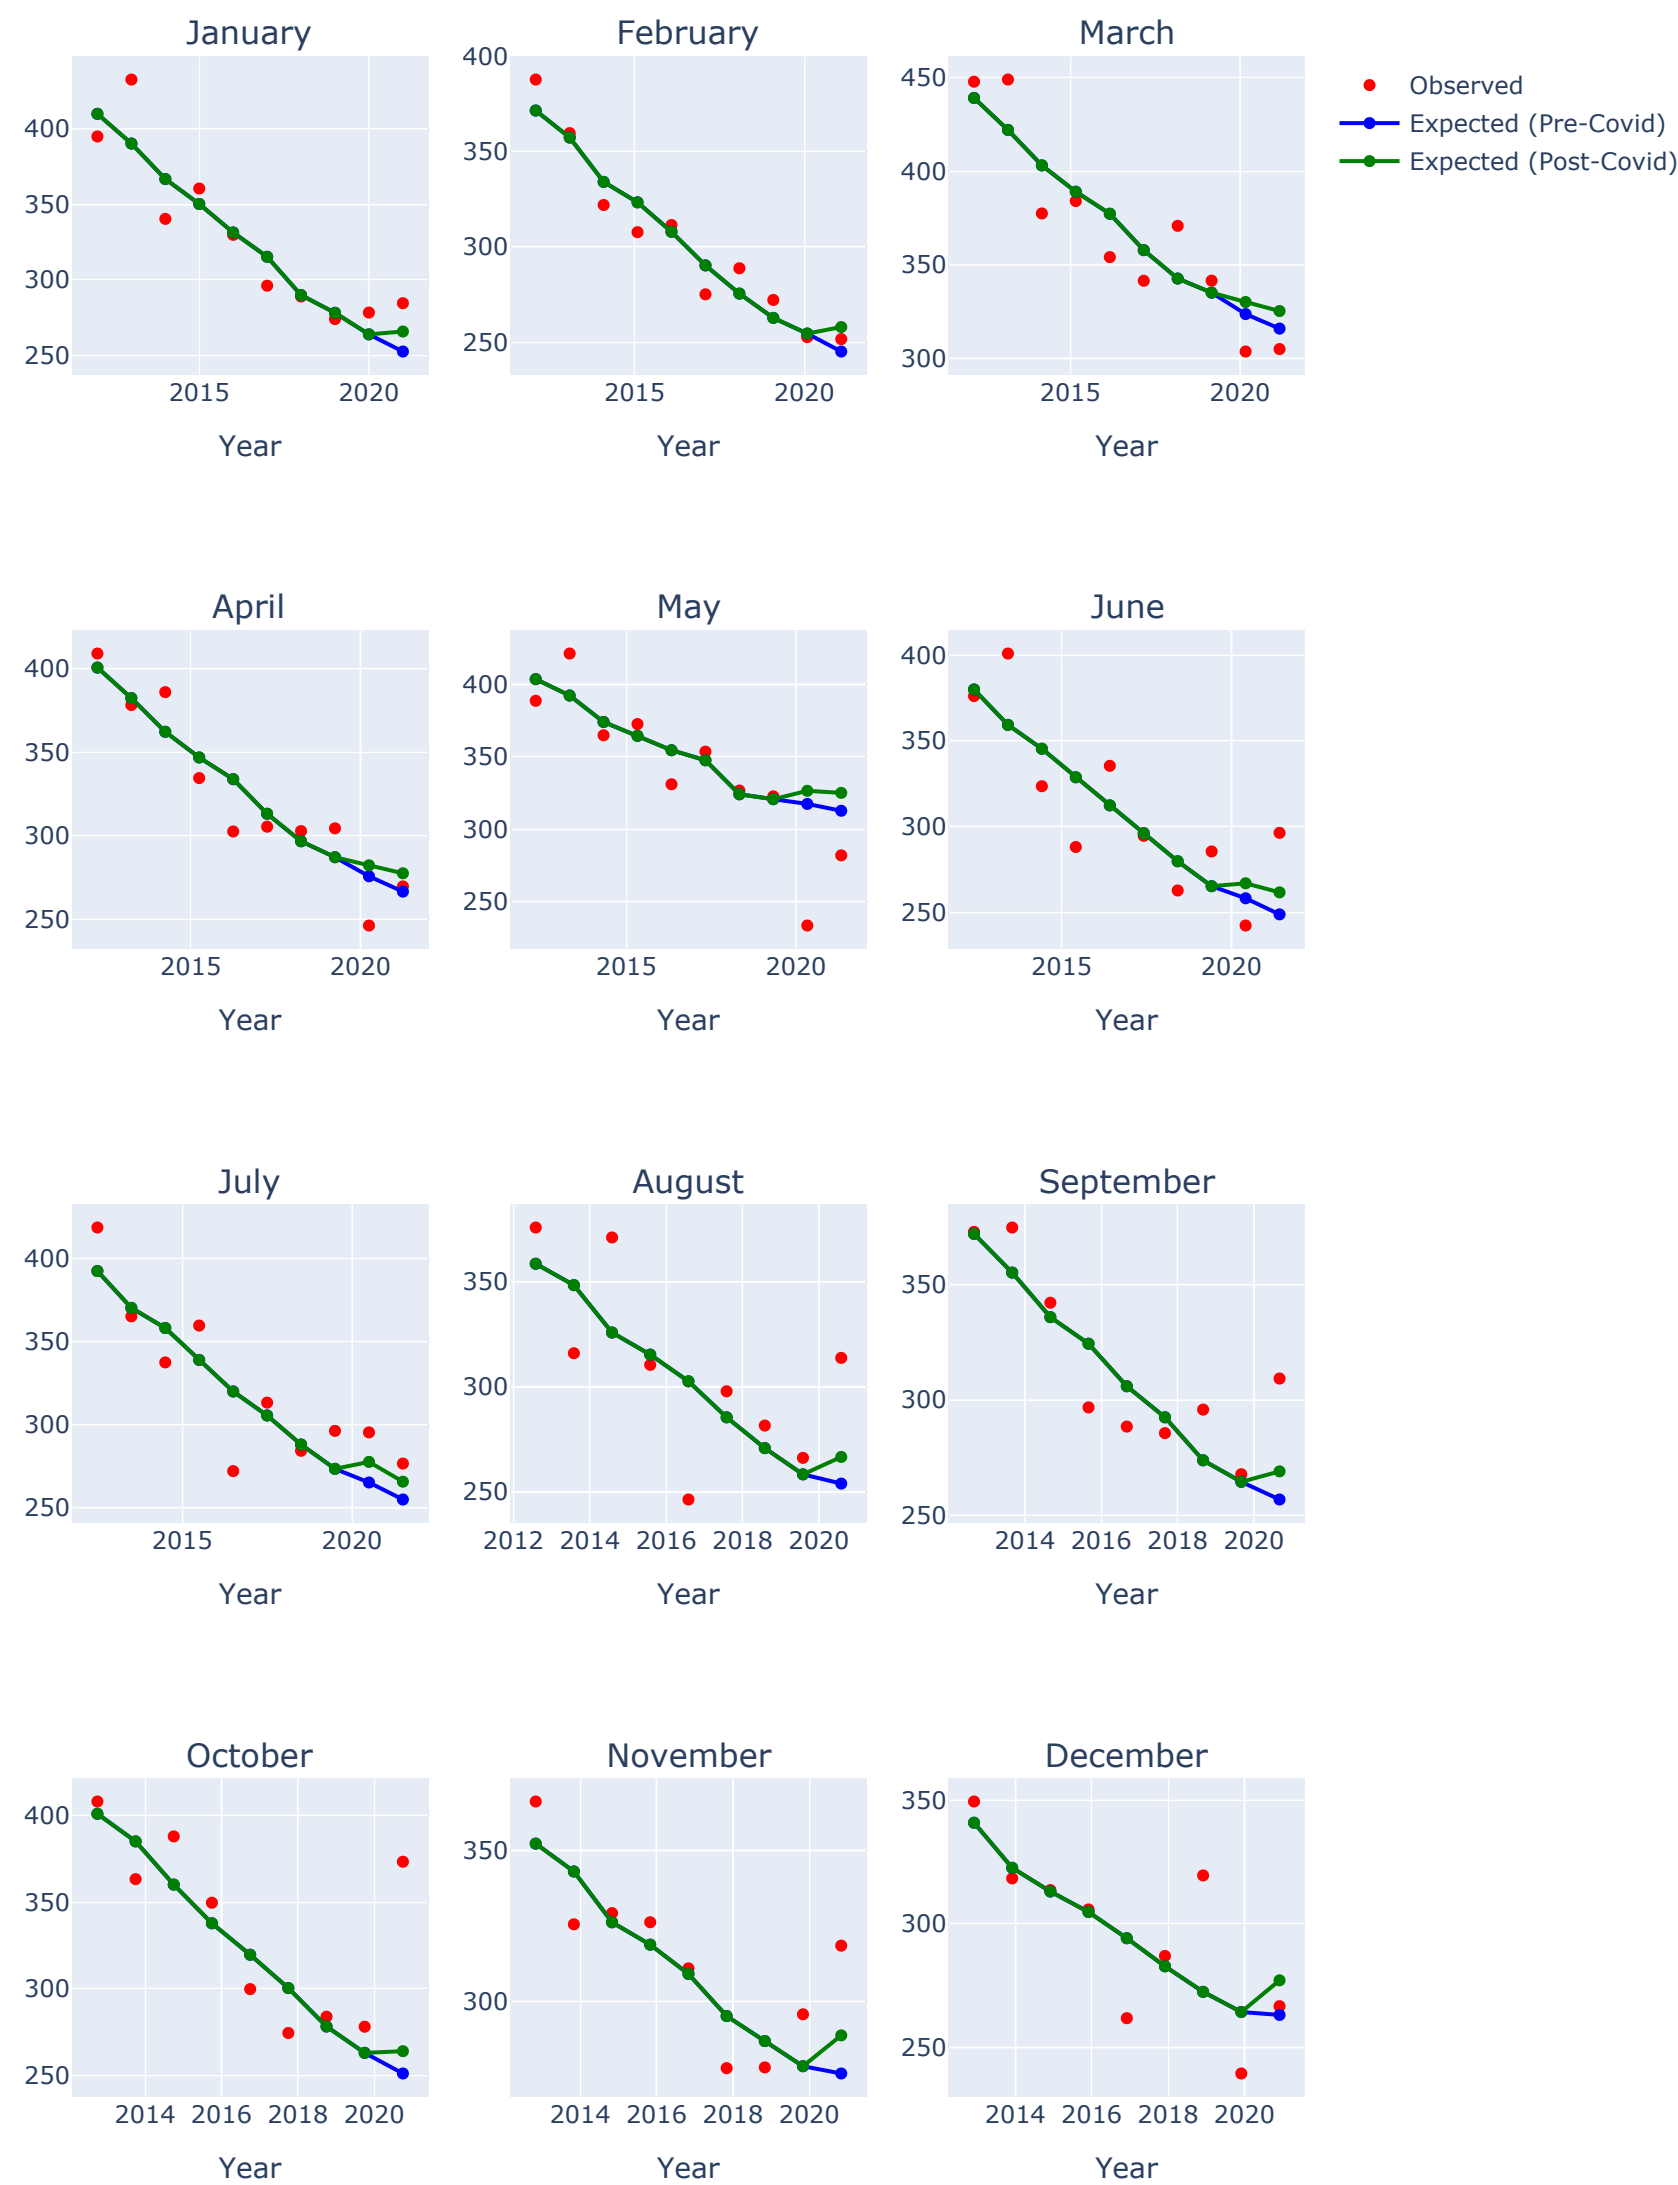 January
February
March
400
350
300
250
2015
2020
Year
400
350
300
250
2015
2020
Year
450
400
350
300
2015
2020
Year
Observed
Expected (Pre-Covid)
Expected (Post-Covid)
April
May
June
400
350
300
250
2015
2020
Year
400
350
300
250
2015
2020
Year
400
350
300
250
2015
2020
Year
July
August
September
400
350
300
250
2015
2020
Year
350
300
250
2012
2014
2016
2018
2020
Year
350
300
250
2014
2016
2018
2020
Year
October
November
December
400
350
300
250
2014
2016
2018
2020
Year
350
300
2014
2016
2018
2020
Year
350
300
250
2014
2016
2018
2020
Year